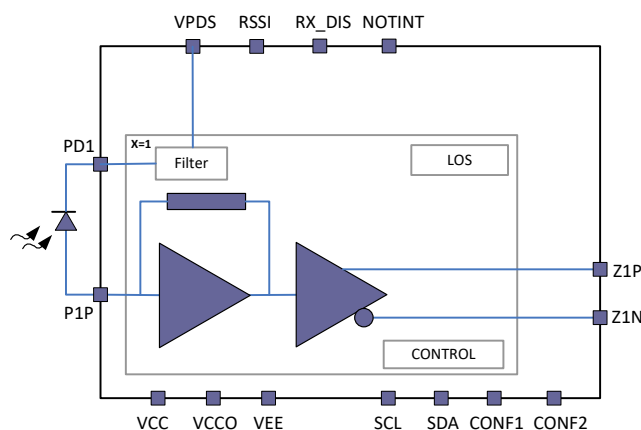 VPDS RSSI RX_DIS NOTINT
PD1
X=1
Filter
LOS
P1P
Z1P
Z1N
CONTROL
VCC VCCO VEE SCL SDA CONF1 CONF2